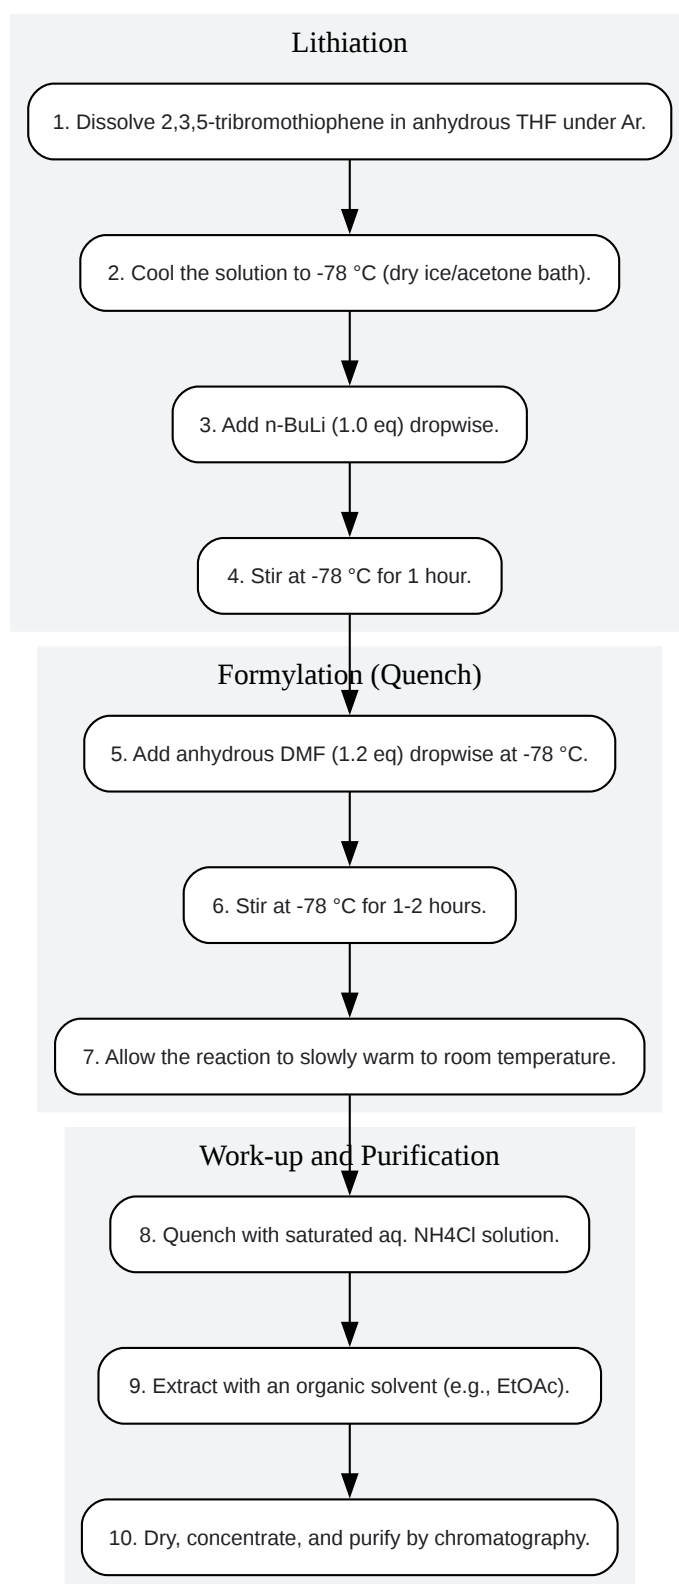 Lithiation
1. Dissolve 2,3,5-tribromothiophene in anhydrous THF under Ar.
2. Cool the solution to -78 °C (dry ice/acetone bath).
3. Add n-BuLi (1.0 eq) dropwise.
4. Stir at -78 °C for 1 hour.
Formylation (Quench)
5. Add anhydrous DMF (1.2 eq) dropwise at -78 °C.
6. Stir at -78 °C for 1-2 hours.
7. Allow the reaction to slowly warm to room temperature.
Work-up and Purification
8. Quench with saturated aq. NH4Cl solution.
9. Extract with an organic solvent (e.g., EtOAc).
10. Dry, concentrate, and purify by chromatography.